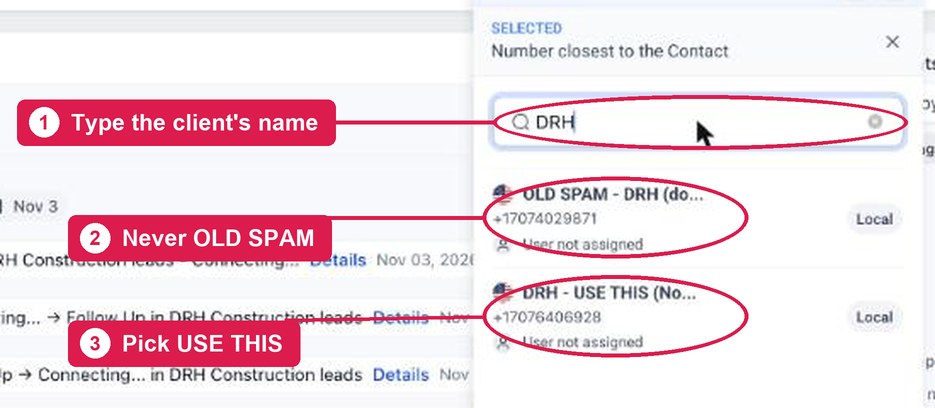 SELECTED
Number closest to the Contact
1 Type the client's name
DRH
Nov 3
OLD SPAM - DRH (do...
+17074029871
Local
User not assigned
2 Never OLD SPAM
RH Construction leads Connecting... Details Nov 03, 2026
DRH - USE THIS (No...
+17076406928
Local
User not assigned
ing... → Follow Up in DRH Construction leads Details Nov
3 Pick USE THIS
Up → Connecting... in DRH Construction leads Details Nov